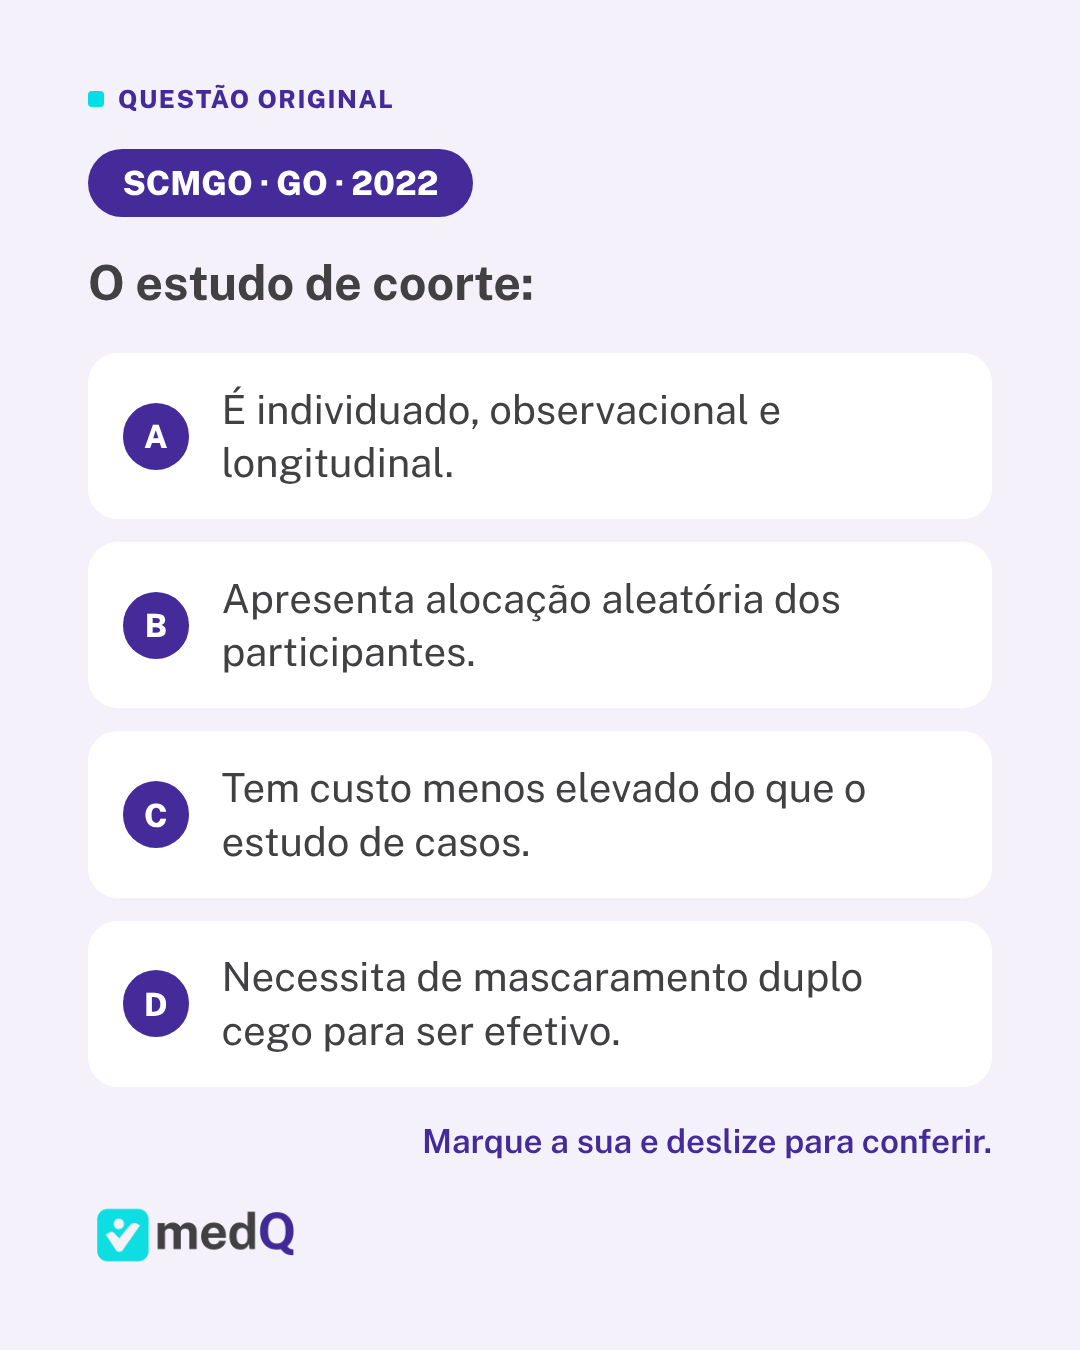 QUESTÃO ORIGINAL
SCMGO · GO · 2022
O estudo de coorte:
A
É individuado, observacional e
longitudinal.
B
Apresenta alocação aleatória dos
participantes.
C
Tem custo menos elevado do que o
estudo de casos.
D
Necessita de mascaramento duplo
cego para ser efetivo.
Marque a sua e deslize para conferir.
medQ